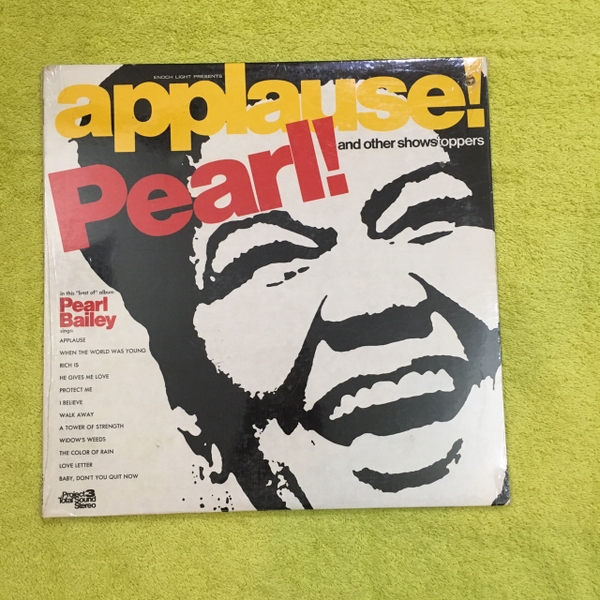 ENOCH LIGHT PRESENTS
applause!
and other showstoppers
Pearl!
in this "best of" album
Pearl
Bailey
sings:
APPLAUSE
WHEN THE WORLD WAS YOUNG
RICH IS
HE GIVES ME LOVE
PROTECT ME
I BELIEVE
WALK AWAY
A TOWER OF STRENGTH
WIDOW'S WEEDS
THE COLOR OF RAIN
LOVE LETTER
BABY, DON'T YOU QUIT NOW
Project 3
Total Sound
Stereo